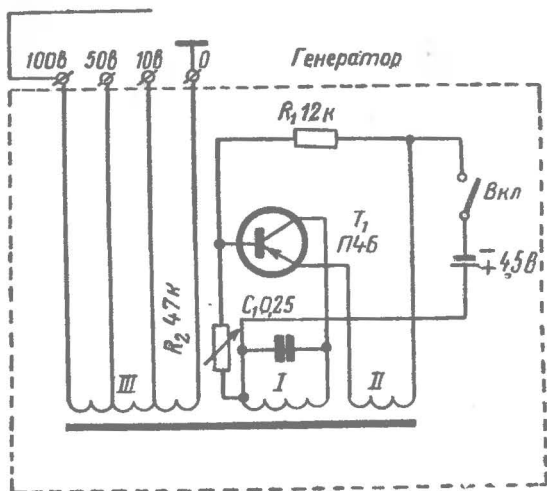 100в 50в 10в 0
Генератор
R₁ 12к
Вкл
T₁
П4Б
− + 4,5в
C₁ 0,25
R₂ 47к
III
I
II